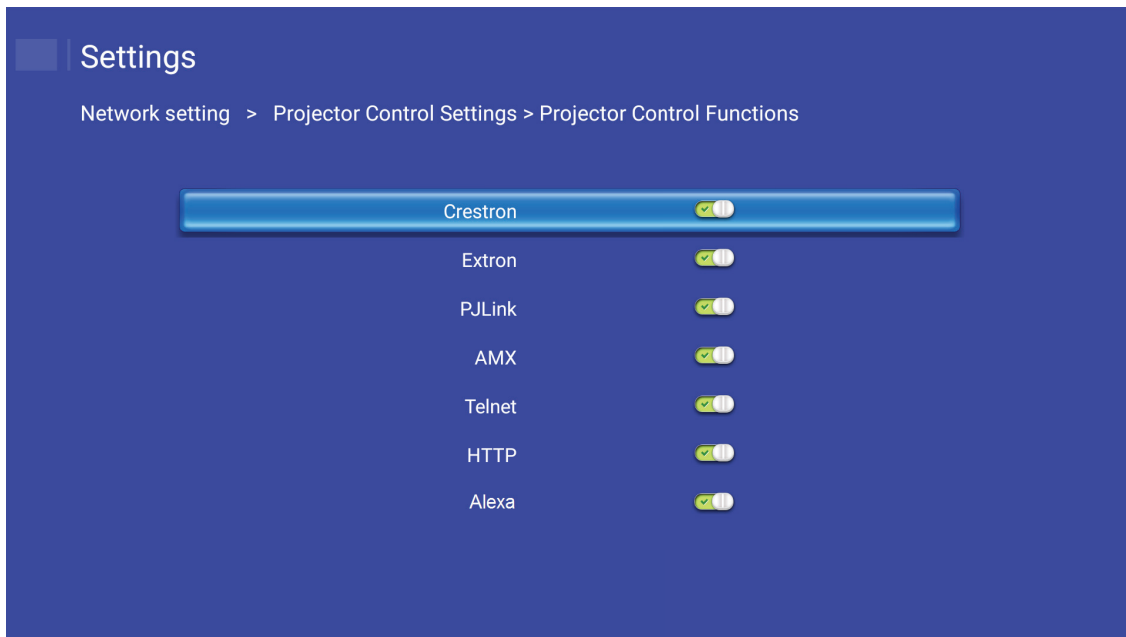 Settings
Network setting > Projector Control Settings > Projector Control Functions
Crestron
Extron
PJLink
AMX
Telnet
HTTP
Alexa